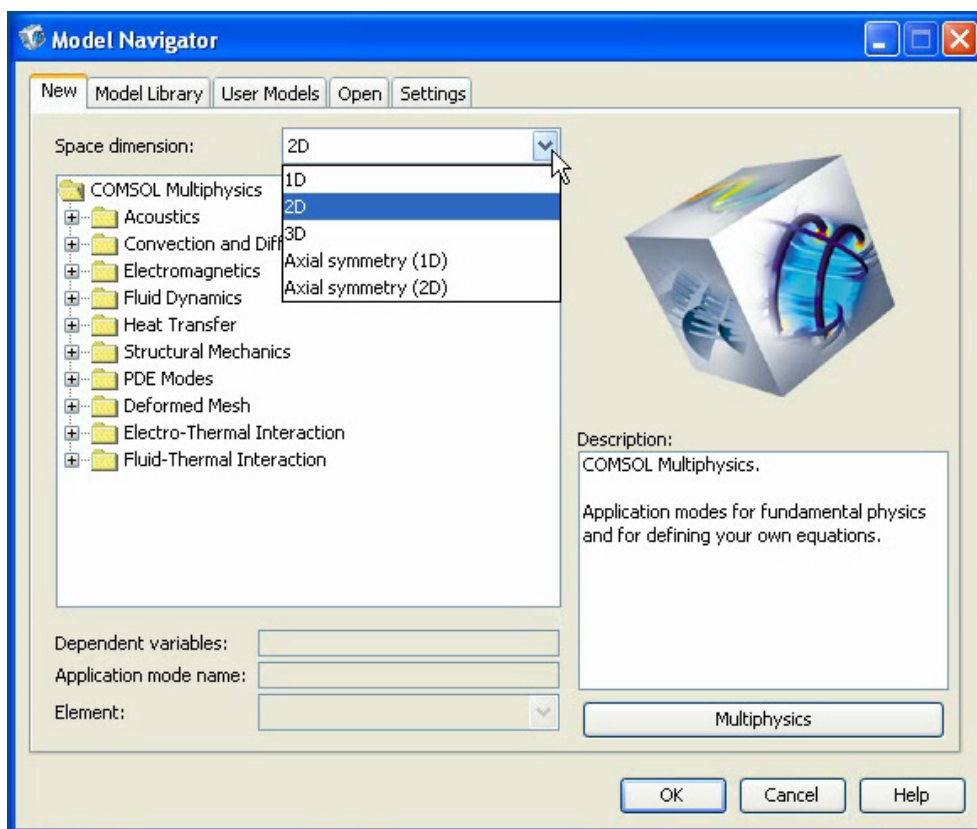 Model Navigator
New Model Library User Models Open Settings
Space dimension: 2D
1D
2D
3D
Axial symmetry (1D)
Axial symmetry (2D)
COMSOL Multiphysics
Acoustics
Convection and Diff
Electromagnetics
Fluid Dynamics
Heat Transfer
Structural Mechanics
PDE Modes
Deformed Mesh
Electro-Thermal Interaction
Fluid-Thermal Interaction
Description:
COMSOL Multiphysics.
Application modes for fundamental physics
and for defining your own equations.
Dependent variables:
Application mode name:
Element:
Multiphysics
OK Cancel Help